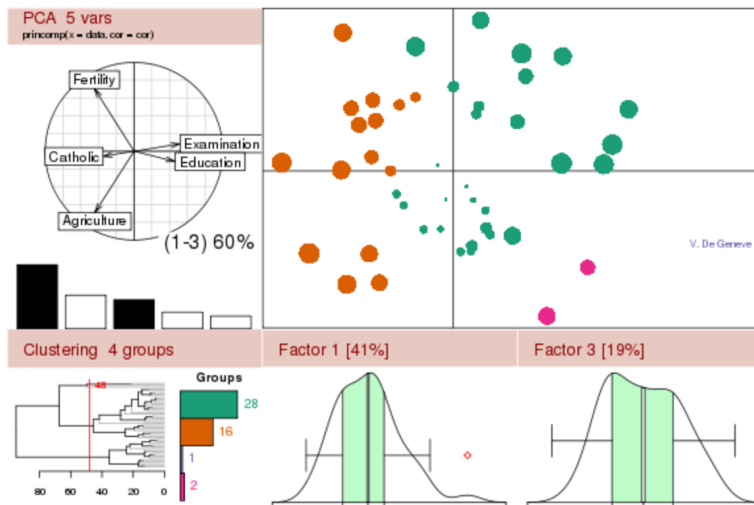 PCA 5 vars
princomp(x = data, cor = cor)
Fertility
Examination
Catholic
Education
Agriculture
(1-3) 60%
V. De Geneve
Clustering 4 groups
Factor 1 [41%]
Factor 3 [19%]
48
Groups
28
16
1
2
80 60 40 20 0